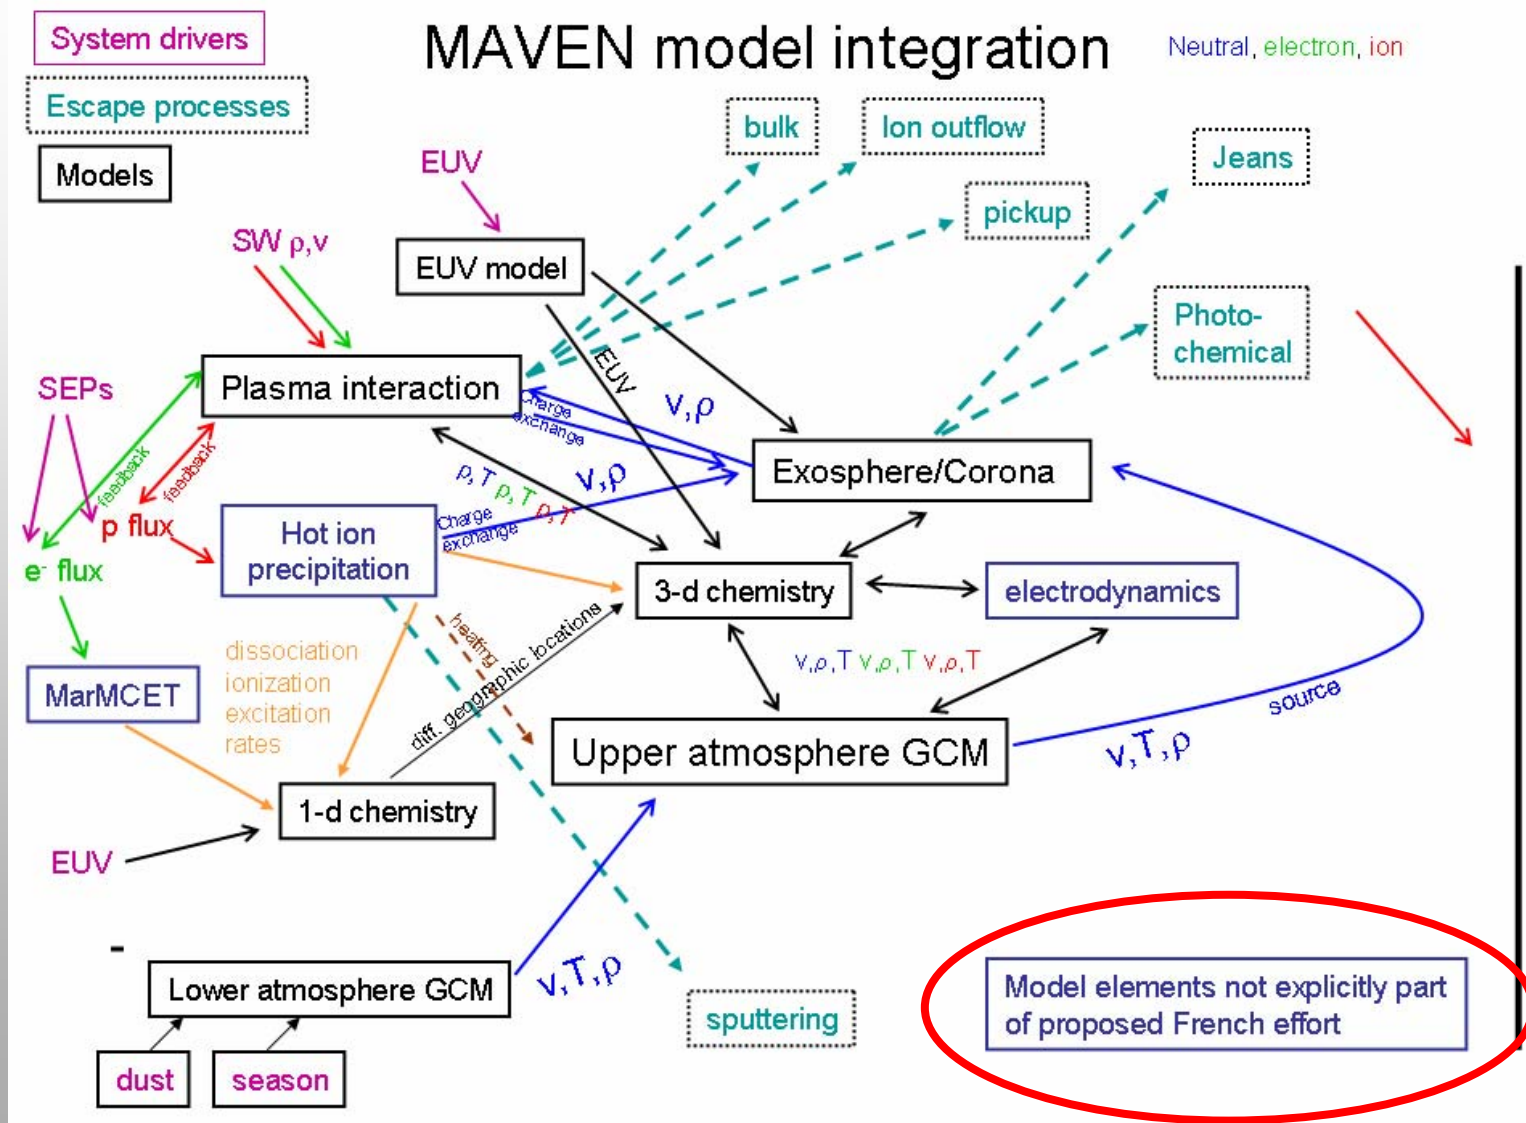 System drivers
MAVEN model integration
Neutral, electron, ion
Escape processes
Models
bulk
Ion outflow
Jeans
EUV
pickup
SW ρ,v
EUV model
Photo-
chemical
EUV
Plasma interaction
SEPs
v,ρ
Charge
exchange
feedback
feedback
Exosphere/Corona
ρ,T ρ,T ρ,T
v,ρ
p flux
Charge
exchange
Hot ion
precipitation
e- flux
3-d chemistry
electrodynamics
heating
diff. geographic locations
dissociation
ionization
excitation
rates
v,ρ,T v,ρ,T v,ρ,T
MarMCET
source
Upper atmosphere GCM
v,T,ρ
1-d chemistry
EUV
-
Lower atmosphere GCM
v,T,ρ
Model elements not explicitly part
of proposed French effort
sputtering
dust
season